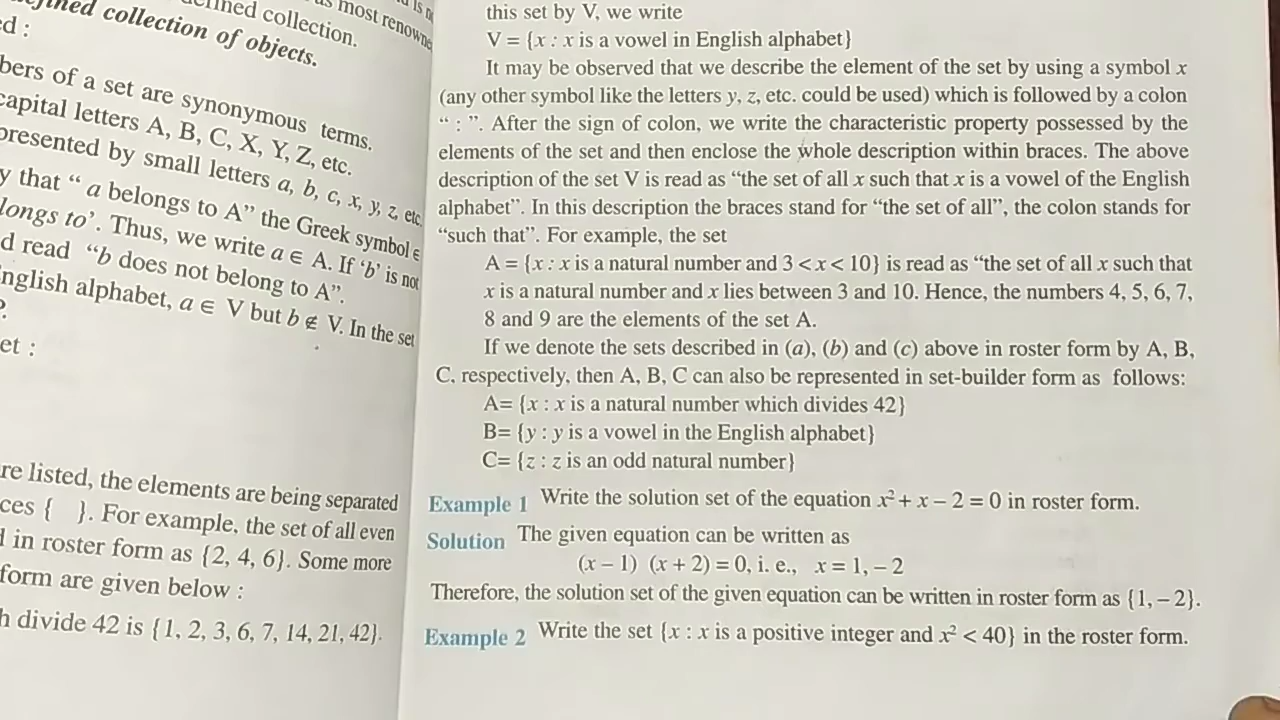 efined collection of objects.
defined collection.
most renowne
ed :
bers of a set are synonymous terms.
capital letters A, B, C, X, Y, Z, etc.
presented by small letters a, b, c, x, y, z, etc.
y that “ a belongs to A” the Greek symbol ∈
longs to’. Thus, we write a ∈ A. If ‘b’ is not
d read “b does not belong to A”.
English alphabet, a ∈ V but b ∉ V. In the set
et :
re listed, the elements are being separated
ces { }. For example, the set of all even
d in roster form as {2, 4, 6}. Some more
form are given below :
h divide 42 is {1, 2, 3, 6, 7, 14, 21, 42}.
this set by V, we write
V = {x : x is a vowel in English alphabet}
It may be observed that we describe the element of the set by using a symbol x
(any other symbol like the letters y, z, etc. could be used) which is followed by a colon
“ : ”. After the sign of colon, we write the characteristic property possessed by the
elements of the set and then enclose the whole description within braces. The above
description of the set V is read as “the set of all x such that x is a vowel of the English
alphabet”. In this description the braces stand for “the set of all”, the colon stands for
“such that”. For example, the set
A = {x : x is a natural number and 3 < x < 10} is read as “the set of all x such that
x is a natural number and x lies between 3 and 10. Hence, the numbers 4, 5, 6, 7,
8 and 9 are the elements of the set A.
If we denote the sets described in (a), (b) and (c) above in roster form by A, B,
C, respectively, then A, B, C can also be represented in set-builder form as follows:
A= {x : x is a natural number which divides 42}
B= {y : y is a vowel in the English alphabet}
C= {z : z is an odd natural number}
Example 1 Write the solution set of the equation x² + x – 2 = 0 in roster form.
Solution The given equation can be written as
(x – 1) (x + 2) = 0, i. e., x = 1, – 2
Therefore, the solution set of the given equation can be written in roster form as {1, – 2}.
Example 2 Write the set {x : x is a positive integer and x² < 40} in the roster form.